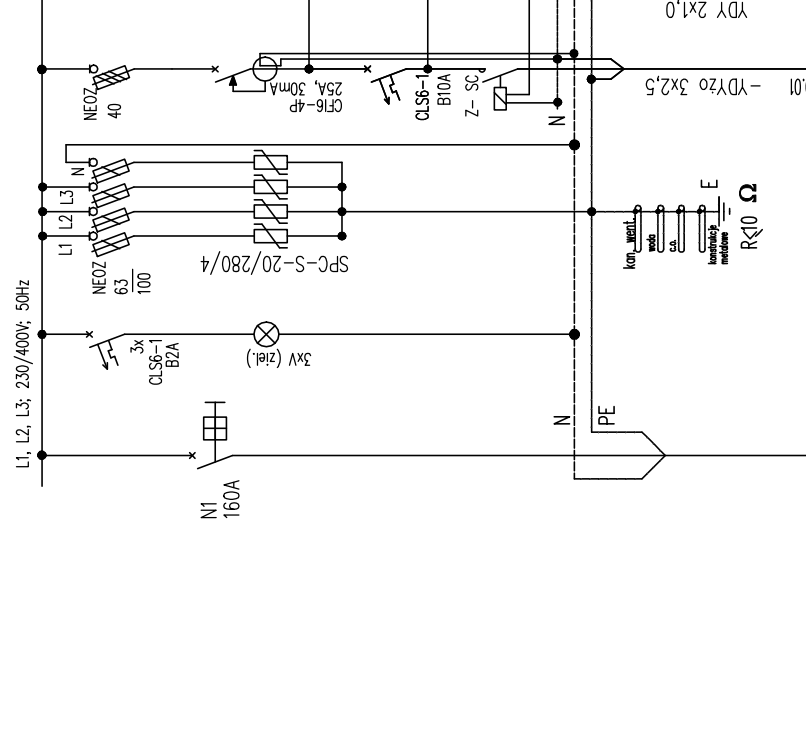 YDY 2x1,0
NEOZ
40
CFI6-4P
25A, 30mA
CLS6-1
B10A
Z- SC
N
-YDYżo 3x2,5
N
L3
L2
L1
NEOZ
63
100
SPC-S-20/280/4
kan. went.
woda
c.o.
konstrukcje
metalowe
E
R<10 Ω
L1, L2, L3; 230/400V; 50Hz
3x
CLS6-1
B2A
3xV (ziel.)
N
PE
N1
160A